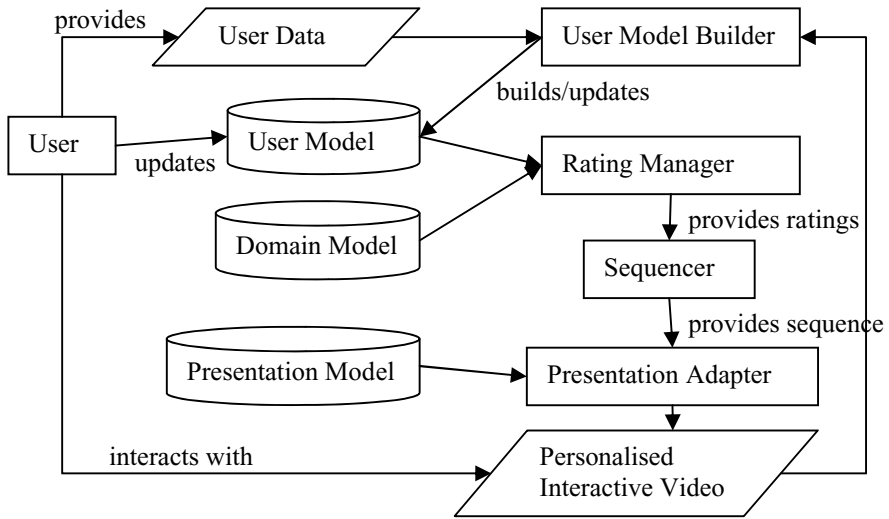 provides
User Data
User Model Builder
builds/updates
User
updates
User Model
Rating Manager
provides ratings
Domain Model
Sequencer
provides sequence
Presentation Model
Presentation Adapter
interacts with
Personalised
Interactive Video